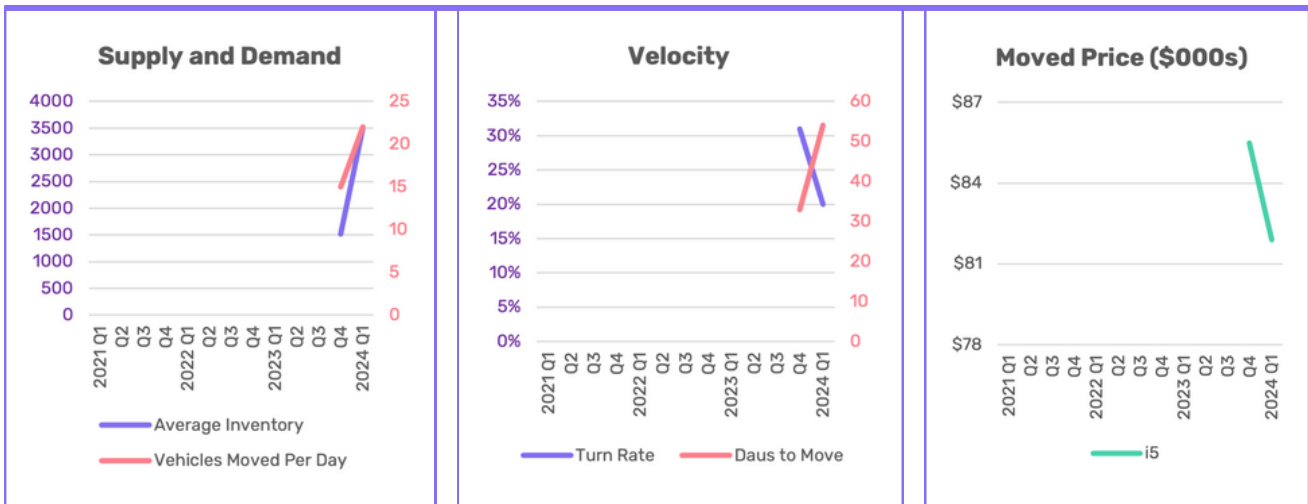 Supply and Demand
4000
3500
3000
2500
2000
1500
1000
500
0
25
20
15
10
5
0
2021 Q1
Q2
Q3
Q4
2022 Q1
Q2
Q3
Q4
2023 Q1
Q2
Q3
Q4
2024 Q1
Average Inventory
Vehicles Moved Per Day
Velocity
35%
30%
25%
20%
15%
10%
5%
0%
60
50
40
30
20
10
0
2021 Q1
Q2
Q3
Q4
2022 Q1
Q2
Q3
Q4
2023 Q1
Q2
Q3
Q4
2024 Q1
Turn Rate
Daus to Move
Moved Price ($000s)
$87
$84
$81
$78
2021 Q1
Q2
Q3
Q4
2022 Q1
Q2
Q3
Q4
2023 Q1
Q2
Q3
Q4
2024 Q1
i5